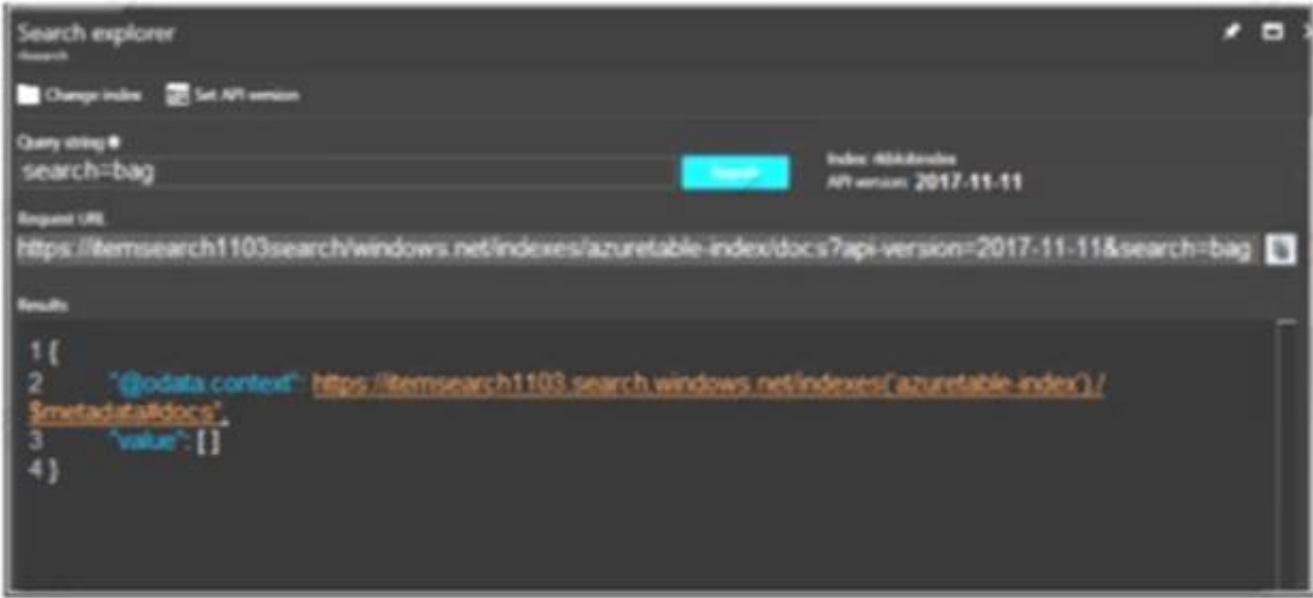 Search explorer
Change index Set API version
Query string
search=bag
Search
Index:
API version: 2017-11-11
Request URL
https://itemsearch1103search/windows.net/indexes/azuretable-index/docs?api-version=2017-11-11&search=bag
Results
1 {
2 "@odata.context": https://itemsearch1103.search.windows.net/indexes('azuretable-index')./
$metadata#docs",
3 "value": [ ]
4 }